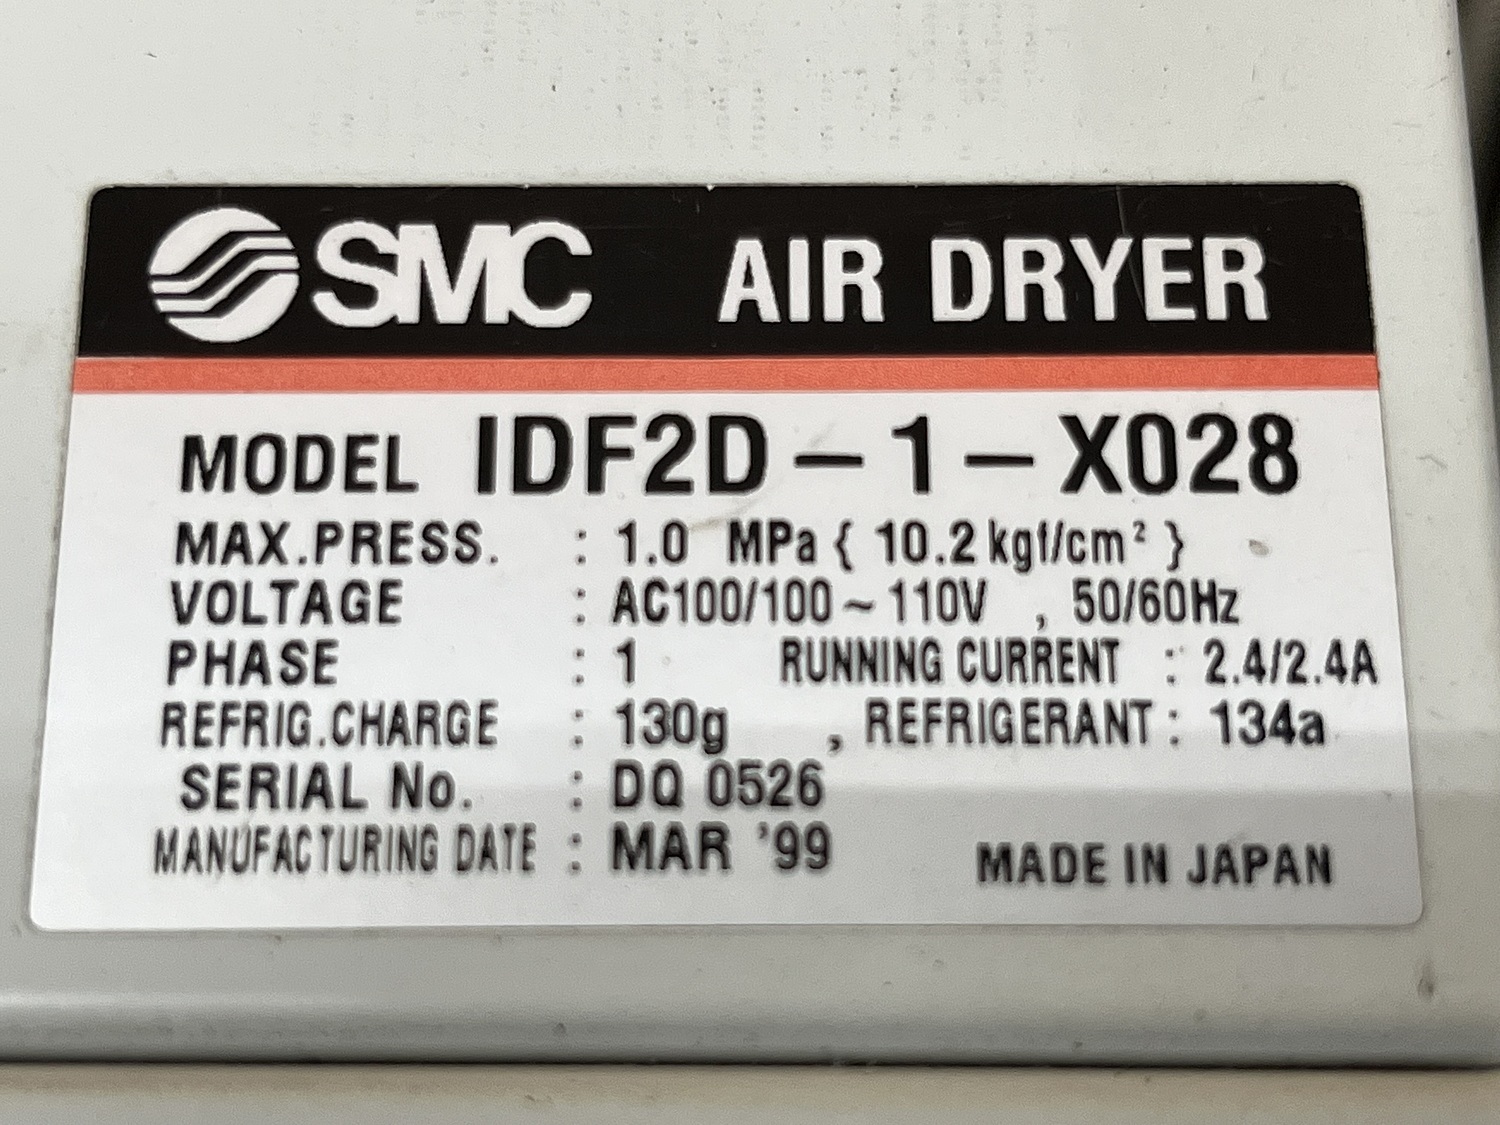 SMC AIR DRYER
MODEL IDF2D-1-X028
MAX.PRESS. : 1.0 MPa { 10.2 kgf/cm² }
VOLTAGE : AC100/100~110V , 50/60Hz
PHASE : 1 RUNNING CURRENT : 2.4/2.4A
REFRIG.CHARGE : 130g , REFRIGERANT : 134a
SERIAL No. : DQ 0526
MANUFACTURING DATE : MAR '99 MADE IN JAPAN